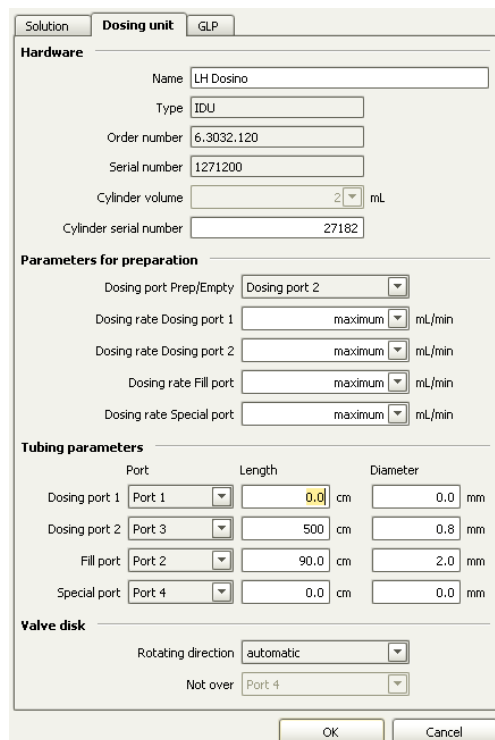 Solution Dosing unit GLP
Hardware
Name LH Dosino
Type IDU
Order number 6.3032.120
Serial number 1271200
Cylinder volume 2 mL
Cylinder serial number 27182
Parameters for preparation
Dosing port Prep/Empty Dosing port 2
Dosing rate Dosing port 1 maximum mL/min
Dosing rate Dosing port 2 maximum mL/min
Dosing rate Fill port maximum mL/min
Dosing rate Special port maximum mL/min
Tubing parameters
Port Length Diameter
Dosing port 1 Port 1 0.0 cm 0.0 mm
Dosing port 2 Port 3 500 cm 0.8 mm
Fill port Port 2 90.0 cm 2.0 mm
Special port Port 4 0.0 cm 0.0 mm
Valve disk
Rotating direction automatic
Not over Port 4
OK Cancel